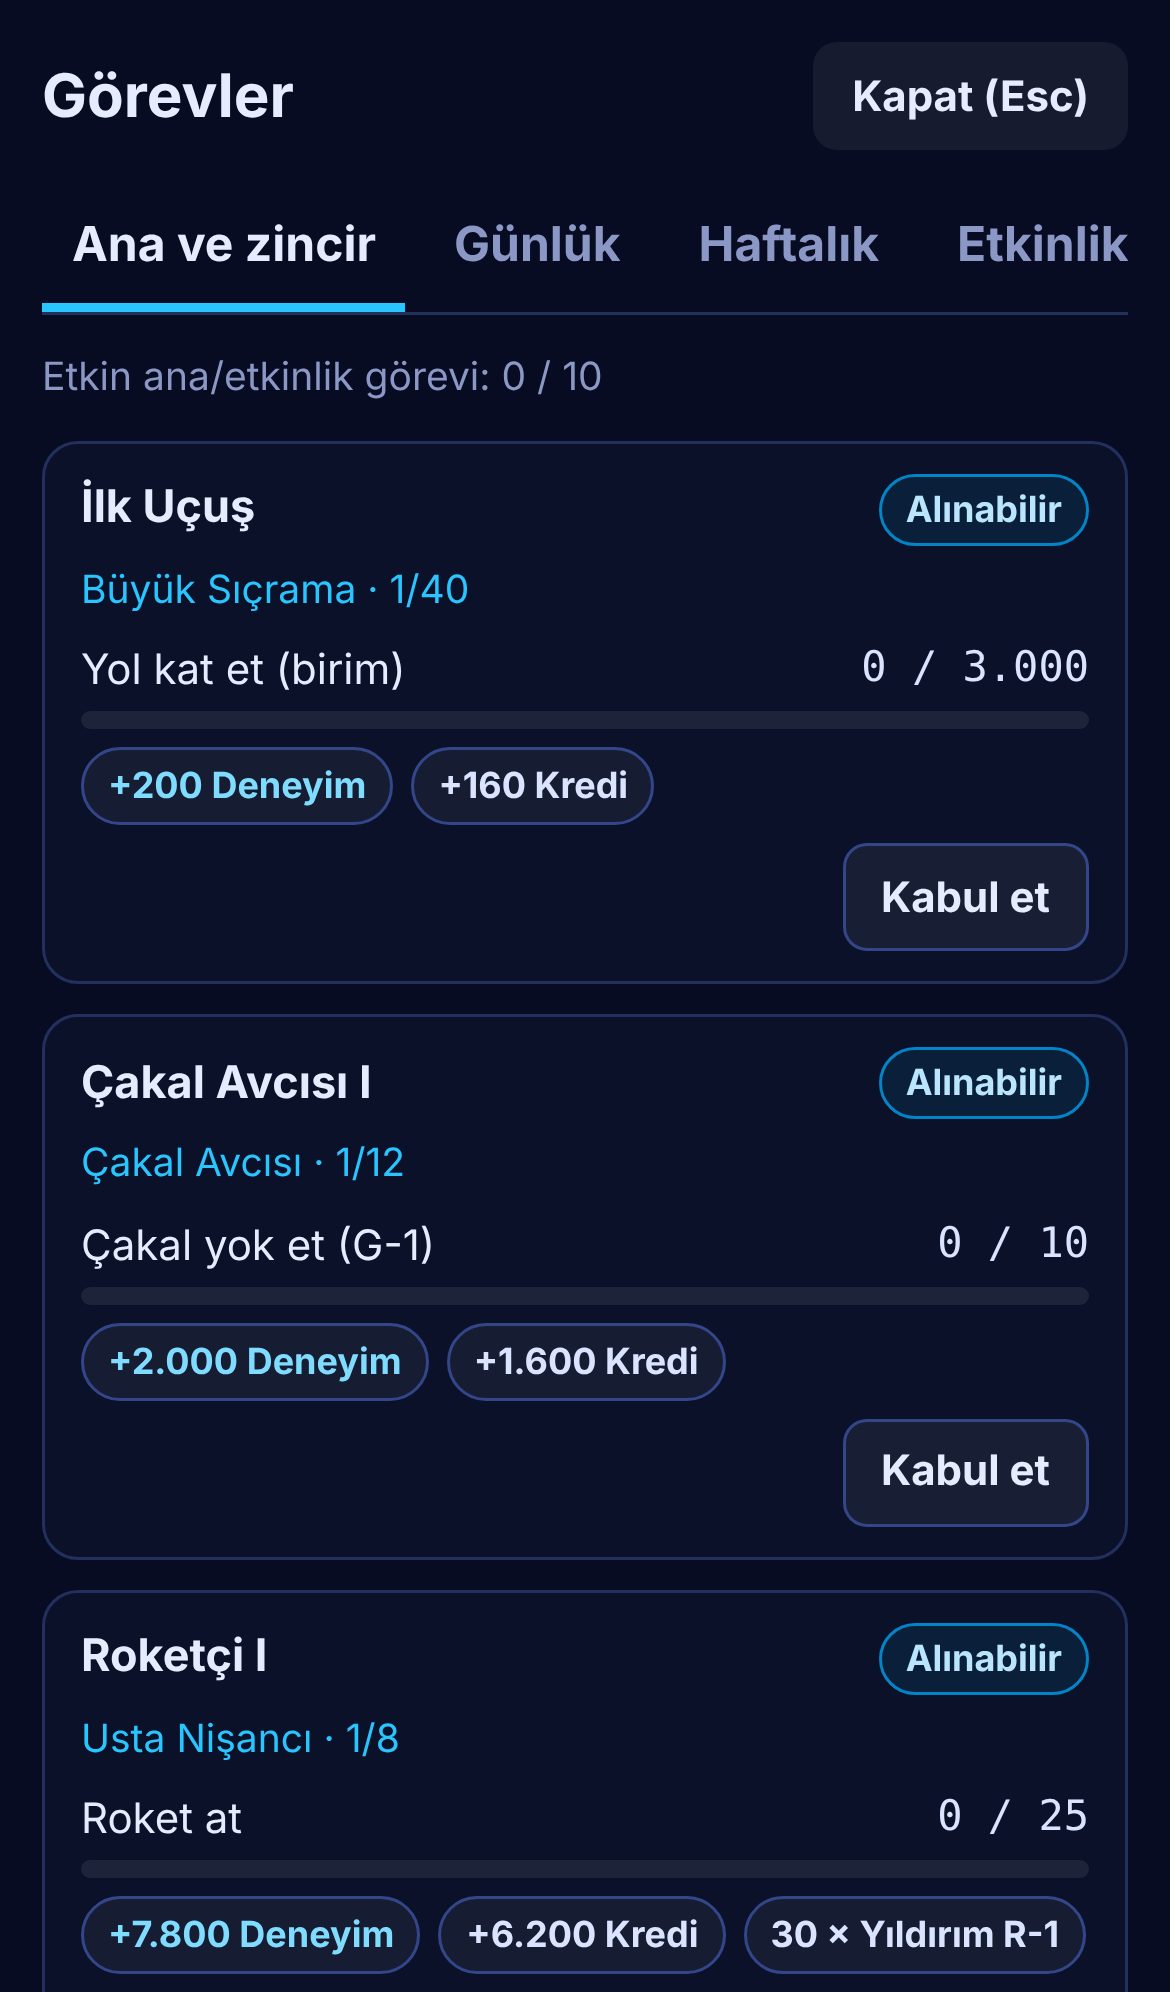 Görevler
Kapat (Esc)
Ana ve zincir
Günlük
Haftalık
Etkinlik
Etkin ana/etkinlik görevi: 0 / 10
İlk Uçuş
Alınabilir
Büyük Sıçrama · 1/40
Yol kat et (birim)
0 / 3.000
+200 Deneyim
+160 Kredi
Kabul et
Çakal Avcısı I
Alınabilir
Çakal Avcısı · 1/12
Çakal yok et (G-1)
0 / 10
+2.000 Deneyim
+1.600 Kredi
Kabul et
Roketçi I
Alınabilir
Usta Nişancı · 1/8
Roket at
0 / 25
+7.800 Deneyim
+6.200 Kredi
30 × Yıldırım R-1